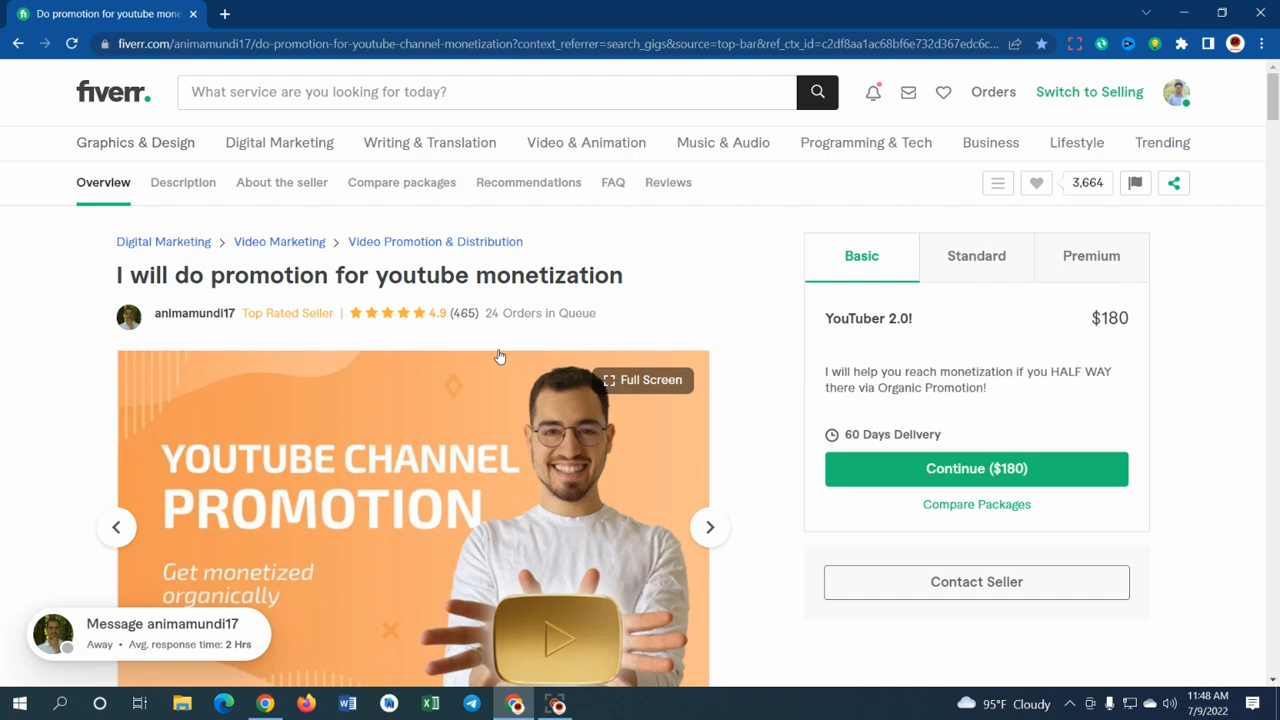 Do promotion for youtube mone
fiverr.com/animamundi17/do-promotion-for-youtube-channel-monetization?context_referrer=search_gigs&source=top-bar&ref_ctx_id=c2df8aa1ac68bf6e732d367edc6c...
fiverr.
What service are you looking for today?
Orders
Switch to Selling
Graphics & Design
Digital Marketing
Writing & Translation
Video & Animation
Music & Audio
Programming & Tech
Business
Lifestyle
Trending
Overview
Description
About the seller
Compare packages
Recommendations
FAQ
Reviews
3,664
Digital Marketing > Video Marketing > Video Promotion & Distribution
I will do promotion for youtube monetization
animamundi17 Top Rated Seller | 4.9 (465) 24 Orders in Queue
Full Screen
YOUTUBE CHANNEL
PROMOTION
Get monetized
organically
Message animamundi17
Away • Avg. response time: 2 Hrs
Basic
Standard
Premium
YouTuber 2.0!
$180
I will help you reach monetization if you HALF WAY
there via Organic Promotion!
60 Days Delivery
Continue ($180)
Compare Packages
Contact Seller
95°F Cloudy
11:48 AM
7/9/2022